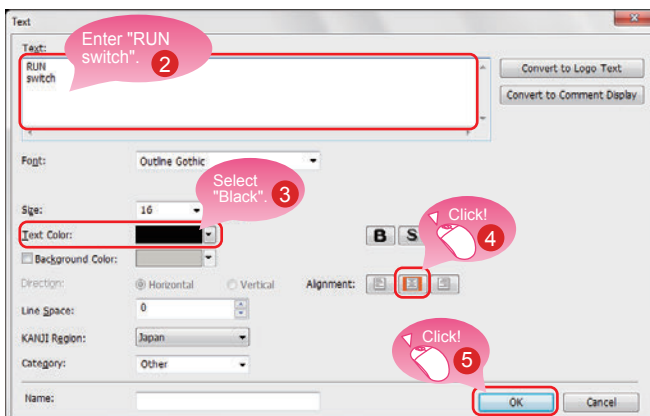 Text
Text:
Enter "RUN
switch".
2
RUN
switch
Convert to Logo Text
Convert to Comment Display
Font:
Outline Gothic
Select
"Black".
3
Size:
16
Text Color:
B
S
Click!
4
Background Color:
Direction:
Horizontal
Vertical
Alignment:
Line Space:
0
KANJI Region:
Japan
Click!
5
Category:
Other
Name:
OK
Cancel